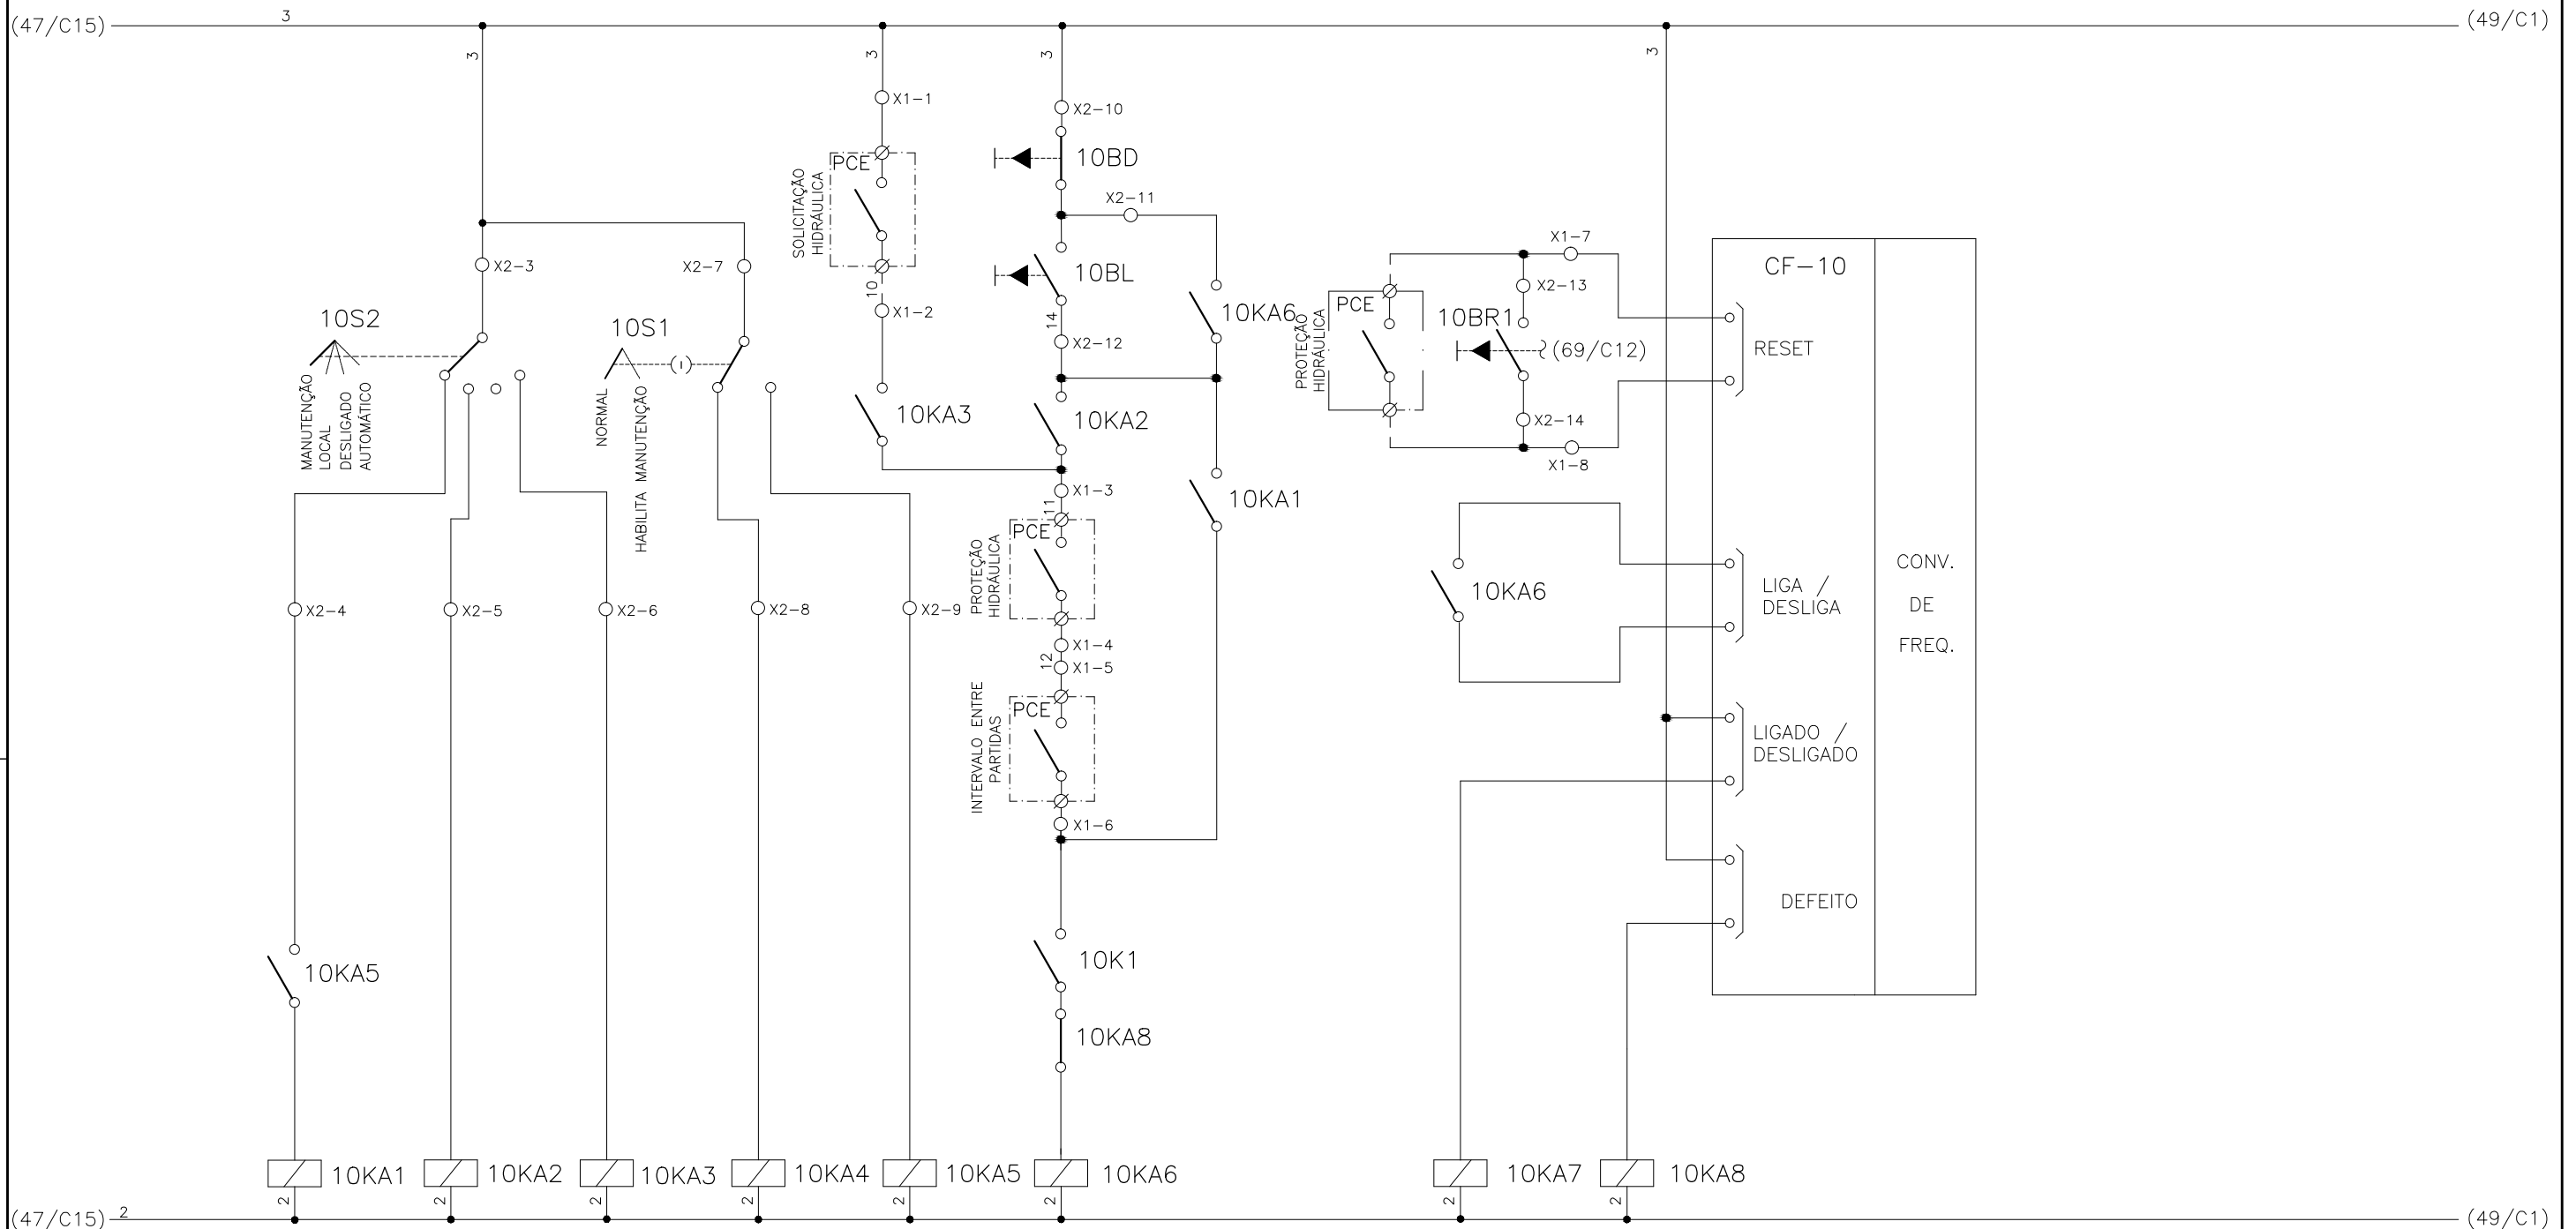 (47/C15)
3
(49/C1)
3
3
3
3
X1-1
X2-10
PCE
SOLICITAÇÃO
HIDRÁULICA
10BD
X2-11
X2-3
X2-7
10
X1-2
10BL
14
X2-12
10KA6
10S2
MANUTENÇÃO
LOCAL
DESLIGADO
AUTOMÁTICO
10S1
NORMAL
HABILITA MANUTENÇÃO
10KA3
10KA2
X1-3
11
10KA1
X1-7
X2-13
PCE
PROTEÇÃO
HIDRÁULICA
10BR1
(69/C12)
X2-14
X1-8
CF-10
RESET
PCE
PROTEÇÃO
HIDRÁULICA
X1-4
12
X1-5
10KA6
LIGA /
DESLIGA
CONV.
DE
FREQ.
X2-4
X2-5
X2-6
X2-8
X2-9
PCE
INTERVALO ENTRE
PARTIDAS
X1-6
LIGADO /
DESLIGADO
DEFEITO
10KA5
10K1
10KA8
10KA1
10KA2
10KA3
10KA4
10KA5
10KA6
10KA7
10KA8
2
2
2
2
2
2
2
2
(47/C15)
2
(49/C1)